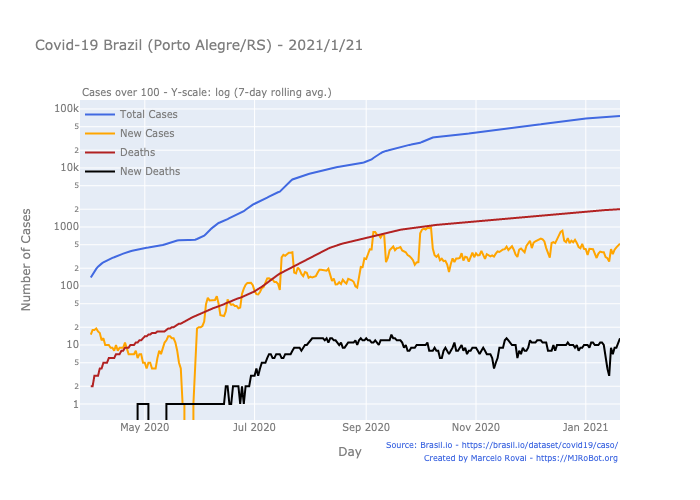 Covid-19 Brazil (Porto Alegre/RS) - 2021/1/21
Cases over 100 - Y-scale: log (7-day rolling avg.)
Total Cases
New Cases
Deaths
New Deaths
Number of Cases
100k
5
2
10k
5
2
1000
5
2
100
5
2
10
5
2
1
May 2020
Jul 2020
Sep 2020
Nov 2020
Jan 2021
Day
Source: Brasil.io - https://brasil.io/dataset/covid19/caso/
Created by Marcelo Rovai - https://MJRoBot.org